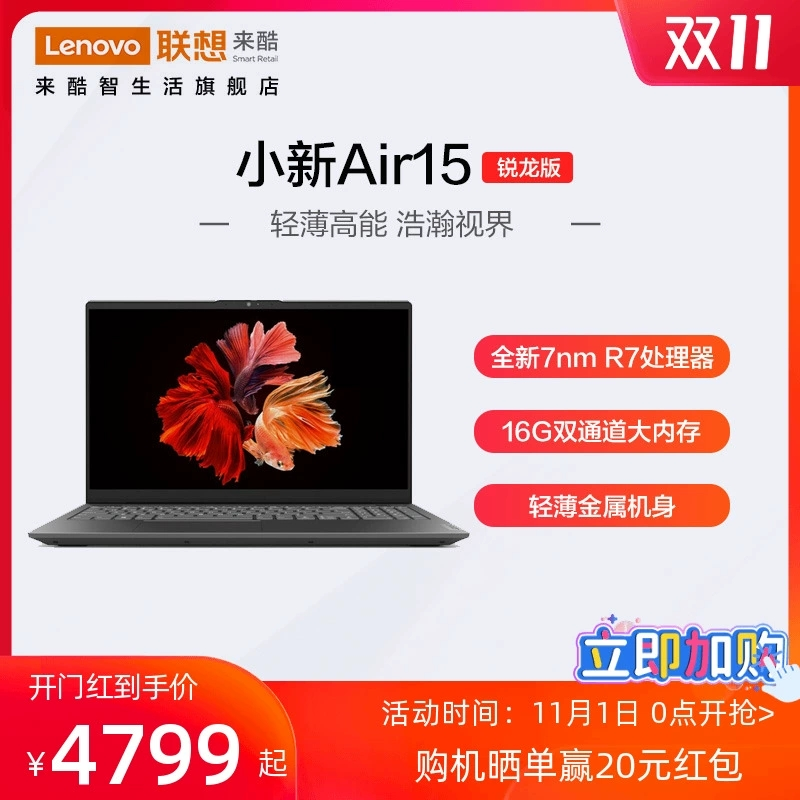 Lenovo 联想 来酷
Smart Retail
来酷智生活旗舰店
双11
小新Air15 锐龙版
轻薄高能 浩瀚视界
全新7nm R7处理器
16G双通道大内存
轻薄金属机身
立即加购
开门红到手价
¥4799起
活动时间：11月1日 0点开抢>
购机晒单赢20元红包